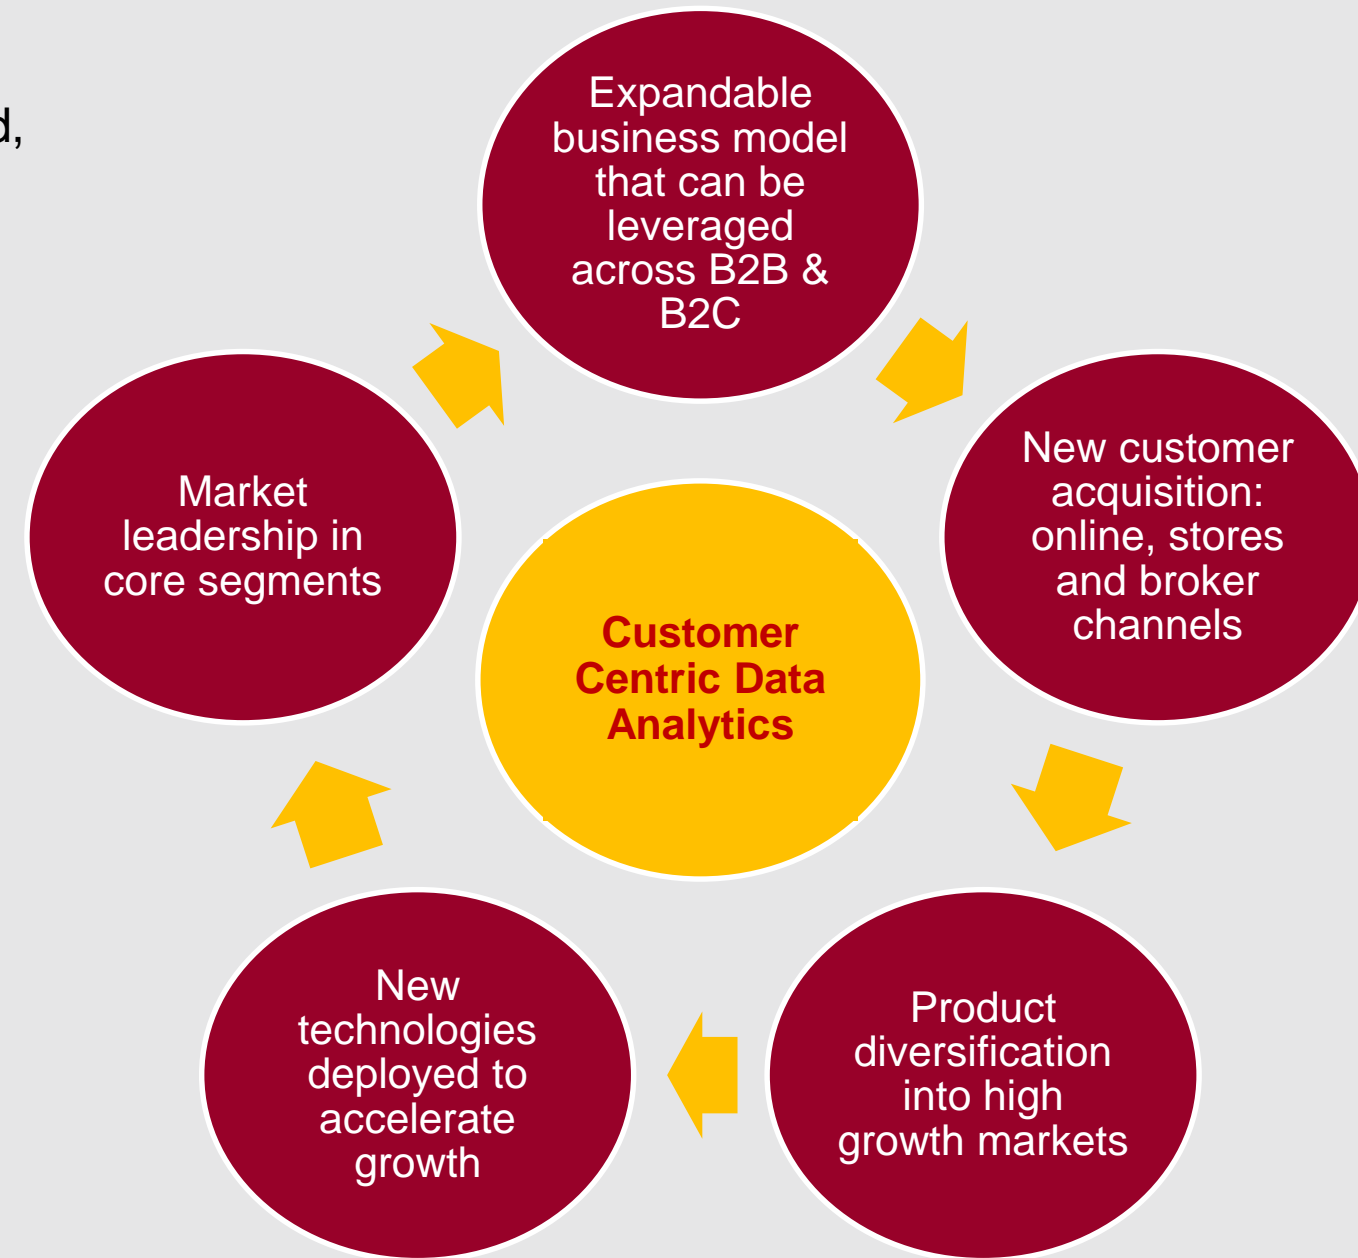 d,
Expandable
business model
that can be
leveraged
across B2B &
B2C
New customer
acquisition:
online, stores
and broker
channels
Product
diversification
into high
growth markets
New
technologies
deployed to
accelerate
growth
Market
leadership in
core segments
Customer
Centric Data
Analytics